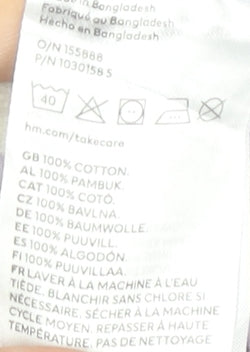 in Bangladesh
Fabriqué au Bangladesh
Hecho en Bangladesh
O/N 155888
P/N 1030158 S
40
hm.com/takecare
GB 100% COTTON.
AL 100% PAMBUK.
CAT 100% COTÓ.
CZ 100% BAVLNA.
DE 100% BAUMWOLLE.
EE 100% PUUVILL.
ES 100% ALGODÓN.
FI 100% PUUVILLAA.
FR LAVER À LA MACHINE À L'EAU
TIÈDE, BLANCHIR SANS CHLORE SI
NÉCESSAIRE, SÉCHER À LA MACHINE
CYCLE MOYEN, REPASSER À HAUTE
TEMPÉRATURE, PAS DE NETTOYAGE